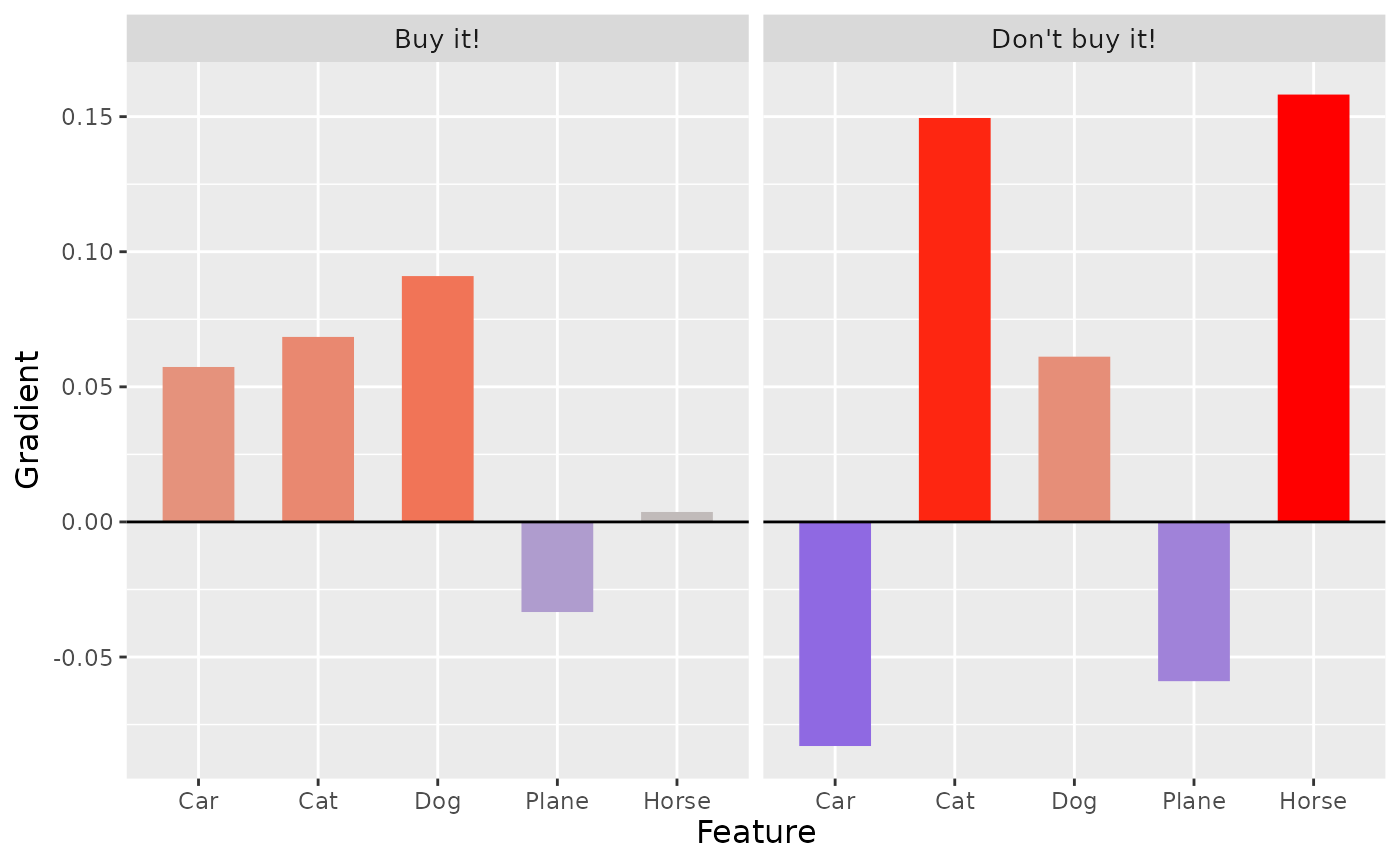 Buy it!
Don't buy it!
Gradient
0.15
0.10
0.05
0.00
-0.05
Car Cat Dog Plane Horse
Car Cat Dog Plane Horse
Feature